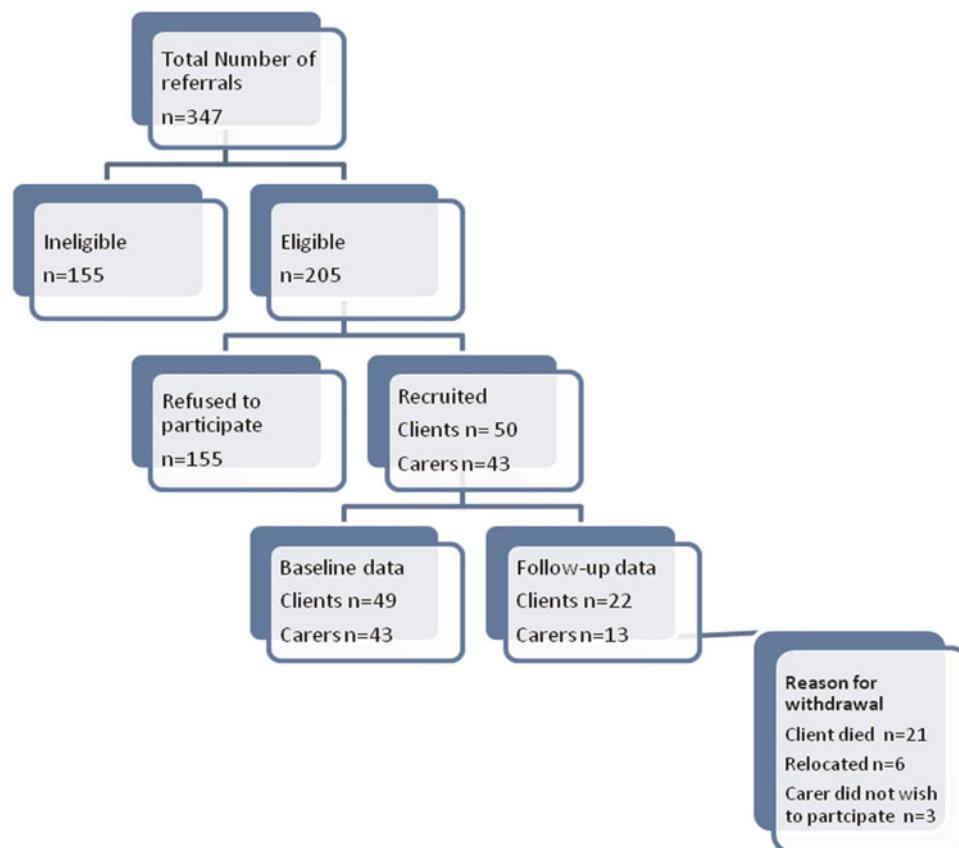 Total Number of
referrals
n=347
Ineligible
n=155
Eligible
n=205
Refused to
participate
n=155
Recruited
Clients n= 50
Carers n=43
Baseline data
Clients n=49
Carers n=43
Follow-up data
Clients n=22
Carers n=13
Reason for
withdrawal
Client died n=21
Relocated n=6
Carer did not wish
to partcipate n=3